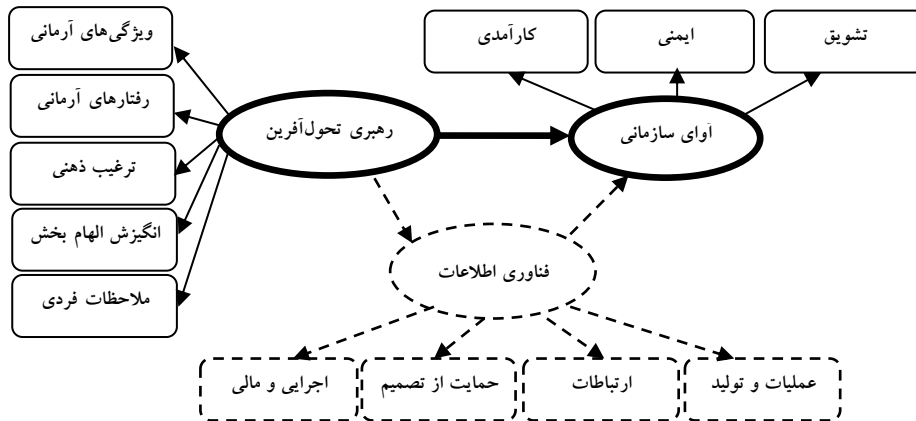 ویژگی‌های آرمانی
رفتارهای آرمانی
ترغیب ذهنی
انگیزش الهام بخش
ملاحظات فردی
رهبری تحول‌آفرین
کارآمدی
ایمنی
تشویق
آوای سازمانی
فناوری اطلاعات
اجرایی و مالی
حمایت از تصمیم
ارتباطات
عملیات و تولید